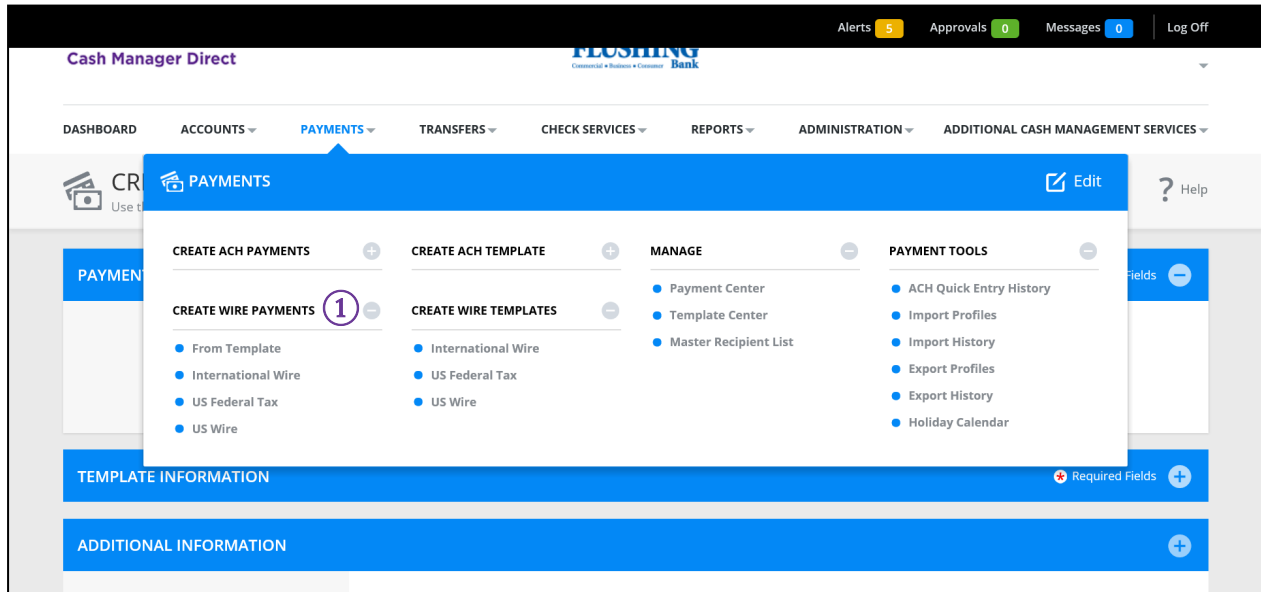 Alerts 5 Approvals 0 Messages 0 Log Off
Cash Manager Direct
FLUSHING
Commercial • Business • Consumer Bank
DASHBOARD ACCOUNTS PAYMENTS TRANSFERS CHECK SERVICES REPORTS ADMINISTRATION ADDITIONAL CASH MANAGEMENT SERVICES
CR PAYMENTS Edit ? Help
Use th
CREATE ACH PAYMENTS CREATE ACH TEMPLATE MANAGE PAYMENT TOOLS
PAYMENT Fields
Payment Center ACH Quick Entry History
CREATE WIRE PAYMENTS 1 CREATE WIRE TEMPLATES Template Center Import Profiles
Master Recipient List Import History
From Template International Wire
International Wire US Federal Tax Export Profiles
US Federal Tax US Wire Export History
US Wire Holiday Calendar
TEMPLATE INFORMATION * Required Fields
ADDITIONAL INFORMATION